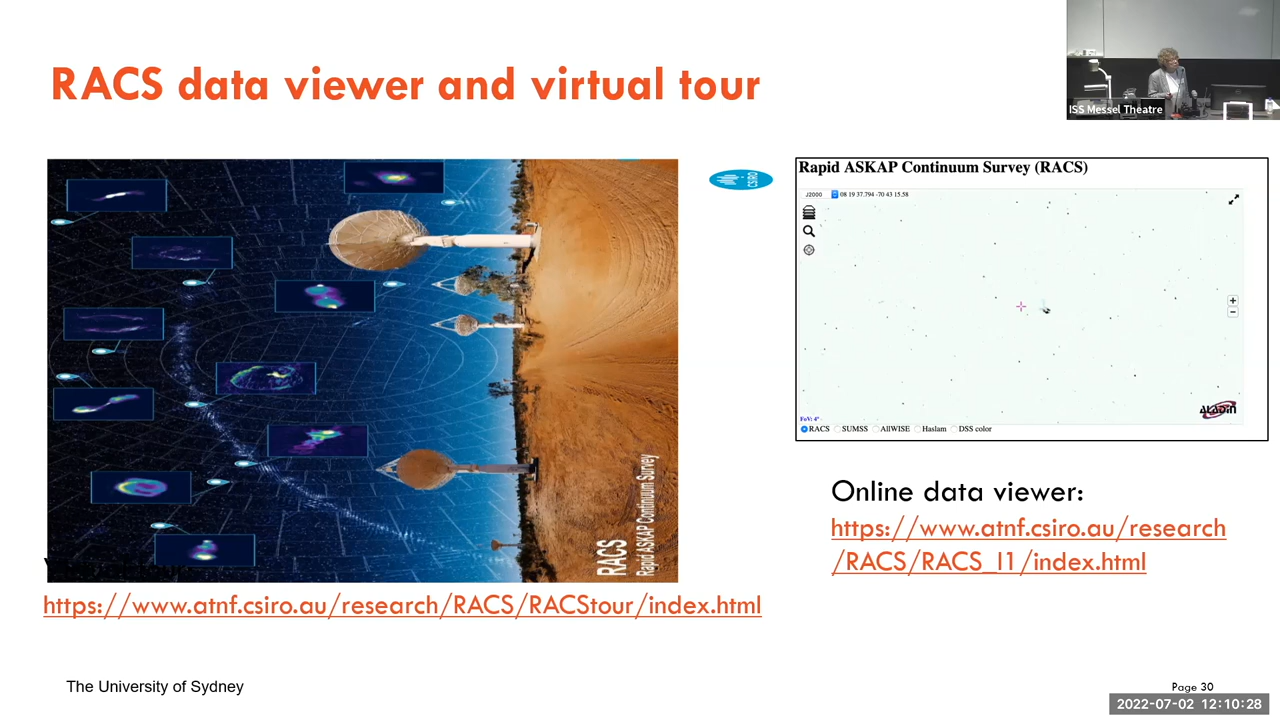 RACS data viewer and virtual tour
ISS Messel Theatre
CSIRO
RACS
Rapid ASKAP Continuum Survey
Rapid ASKAP Continuum Survey (RACS)
J2000 08 19 37.794 -70 43 15.58
+
−
ALADIN
FoV: 4°
RACS SUMSS AllWISE Haslam DSS color
Online data viewer:
https://www.atnf.csiro.au/research
/RACS/RACS_I1/index.html
https://www.atnf.csiro.au/research/RACS/RACStour/index.html
The University of Sydney
Page 30
2022-07-02 12:10:28